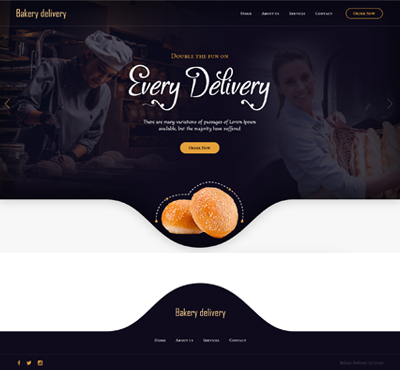 Bakery delivery
Home About us Services Contact Order Now
Double the fun on
Every Delivery
There are many variations of passages of Lorem Ipsum
available, but the majority have suffered
Order Now
Bakery delivery
Home About us Services Contact